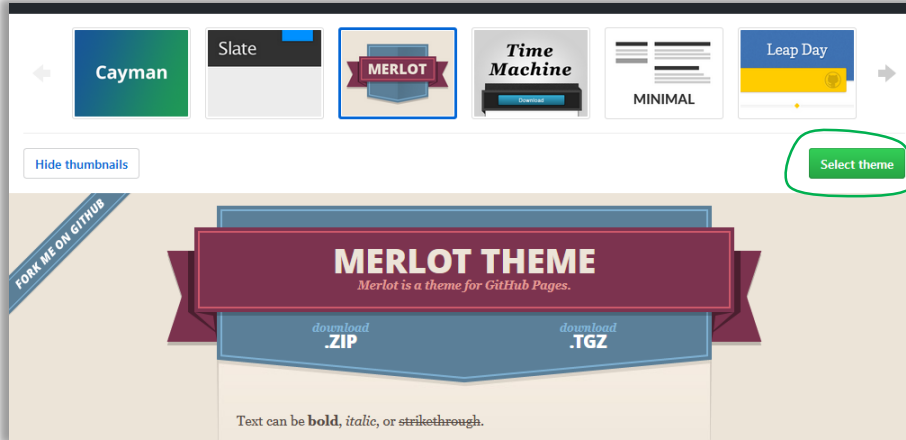 Cayman
Slate
MERLOT
Time
Machine
Download
MINIMAL
Leap Day
Hide thumbnails
Select theme
FORK ME ON GITHUB
MERLOT THEME
Merlot is a theme for GitHub Pages.
download
.ZIP
download
.TGZ
Text can be bold, italic, or strikethrough.